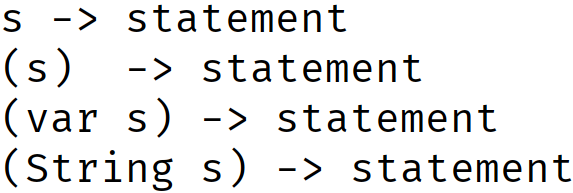 s -> statement
(s)  -> statement
(var s) -> statement
(String s) -> statement